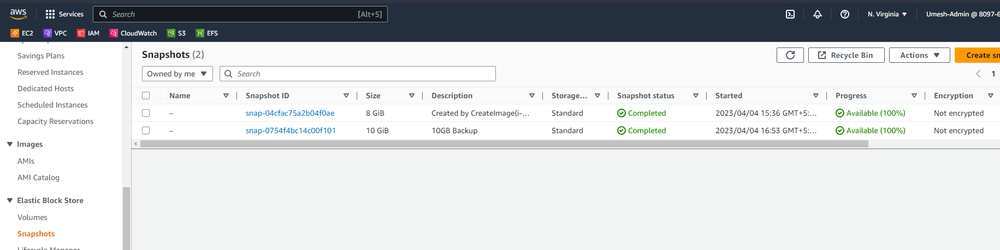 aws Services Search [Alt+S] N. Virginia Umesh-Admin @ 8097-6
EC2 VPC IAM CloudWatch S3 EFS
Savings Plans
Reserved Instances
Dedicated Hosts
Scheduled Instances
Capacity Reservations
Images
AMIs
AMI Catalog
Elastic Block Store
Volumes
Snapshots
Lifecycle Manager
Snapshots (2) Recycle Bin Actions Create sn
Owned by me Search 1
Name Snapshot ID Size Description Storage... Snapshot status Started Progress Encryption
– snap-04cfac75a2b04f0ae 8 GiB Created by CreateImage(i-... Standard Completed 2023/04/04 15:36 GMT+5:... Available (100%) Not encrypted
– snap-0754f4bc14c00f101 10 GiB 10GB Backup Standard Completed 2023/04/04 16:53 GMT+5:... Available (100%) Not encrypted